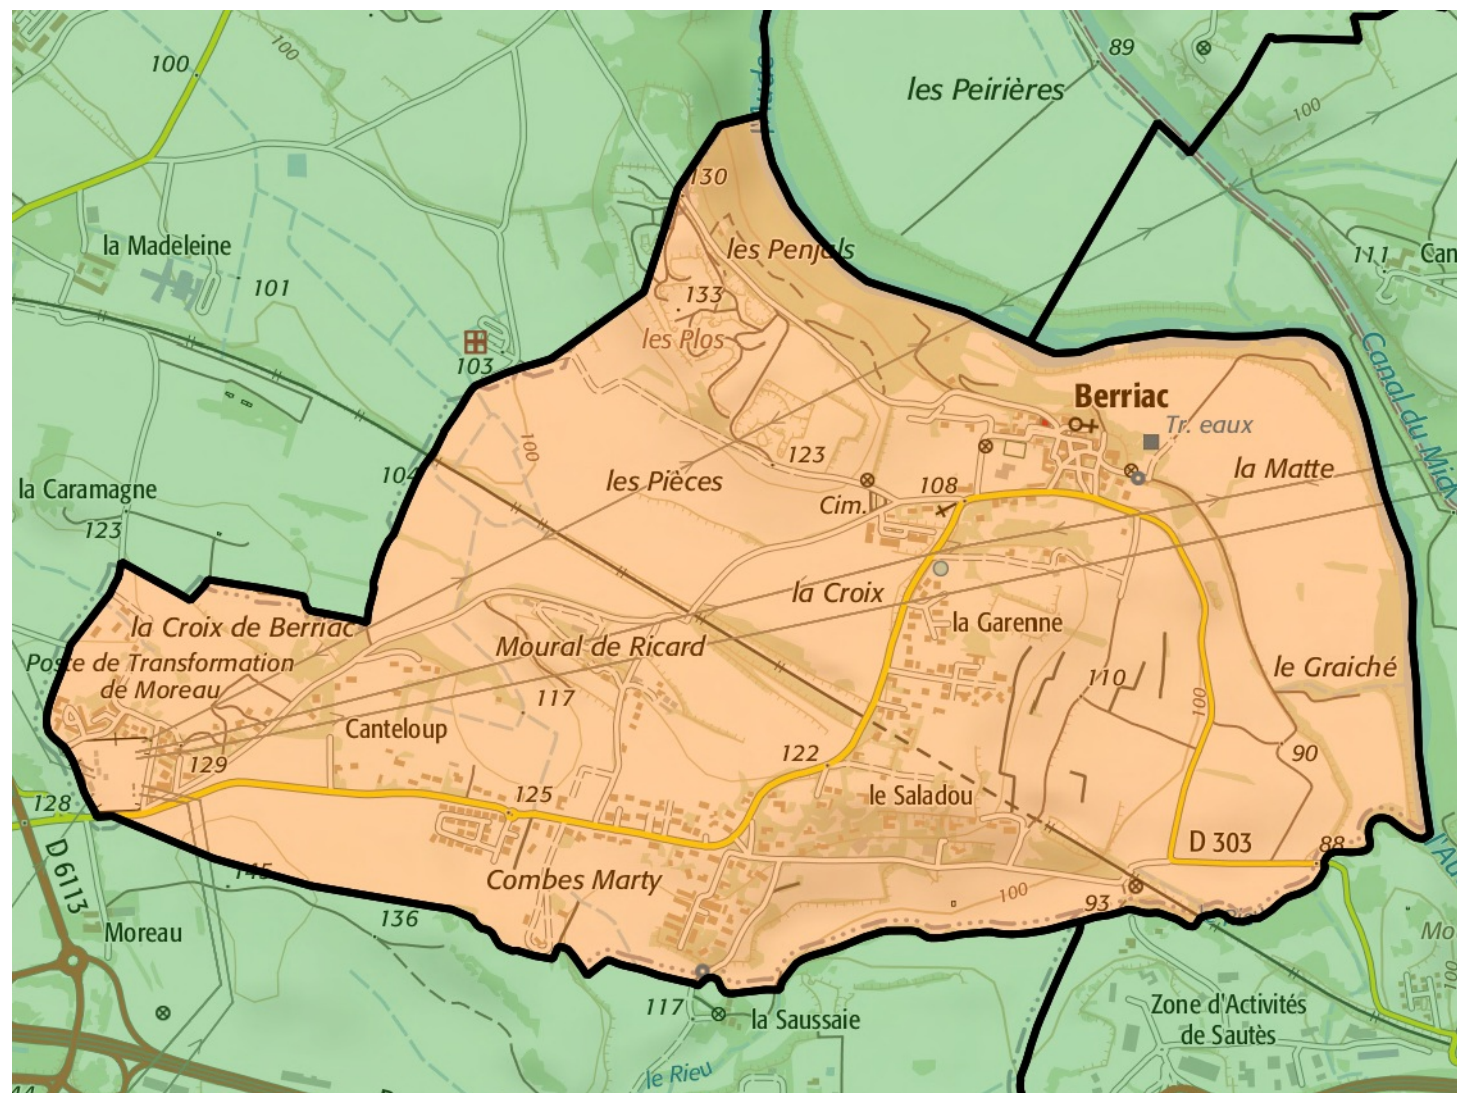 89
100
100
les Peirières
100
130
la Madeleine
les Penjals
111
Can
101
133
les Plos
103
Canal du Midi
Berriac
Tr. eaux
100
123
la Matte
104
les Pièces
la Caramagne
108
Cim.
123
la Croix
la Garenne
la Croix de Berriac
Moural de Ricard
Poste de Transformation
de Moreau
le Graiché
110
117
100
Canteloup
122
90
129
le Saladou
125
128
D 303
88
l'Au
D 6113
145
Combes Marty
100
93
136
Moreau
Mo
100
117
la Saussaie
Zone d'Activités
de Sautès
le Rieu